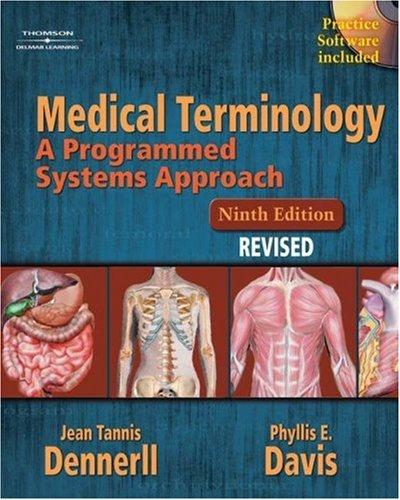 THOMSON
DELMAR LEARNING
Practice
Software
included
Medical Terminology
A Programmed
Systems Approach
Ninth Edition
REVISED
Jean Tannis
Dennerll
Phyllis E.
Davis